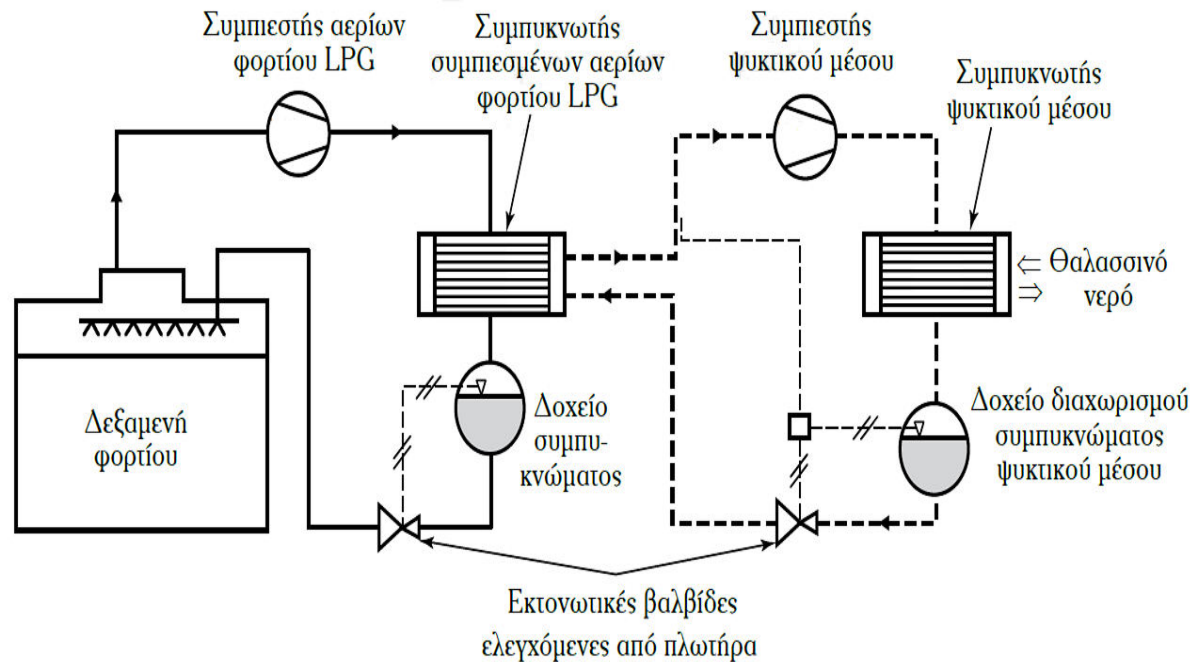 Συμπιεστής αερίων
φορτίου LPG
Συμπυκνωτής
συμπιεσμένων αερίων
φορτίου LPG
Συμπιεστής
ψυκτικού μέσου
Συμπυκνωτής
ψυκτικού μέσου
⇐ Θαλασσινό
⇒ νερό
Δεξαμενή
φορτίου
Δοχείο
συμπυ-
κνώματος
Δοχείο διαχωρισμού
συμπυκνώματος
ψυκτικού μέσου
Εκτονωτικές βαλβίδες
ελεγχόμενες από πλωτήρα